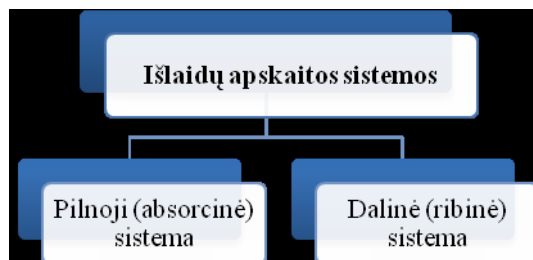 Išlaidų apskaitos sistemos
Pilnoji (absorcinė)
sistema
Dalinė (ribinė)
sistema